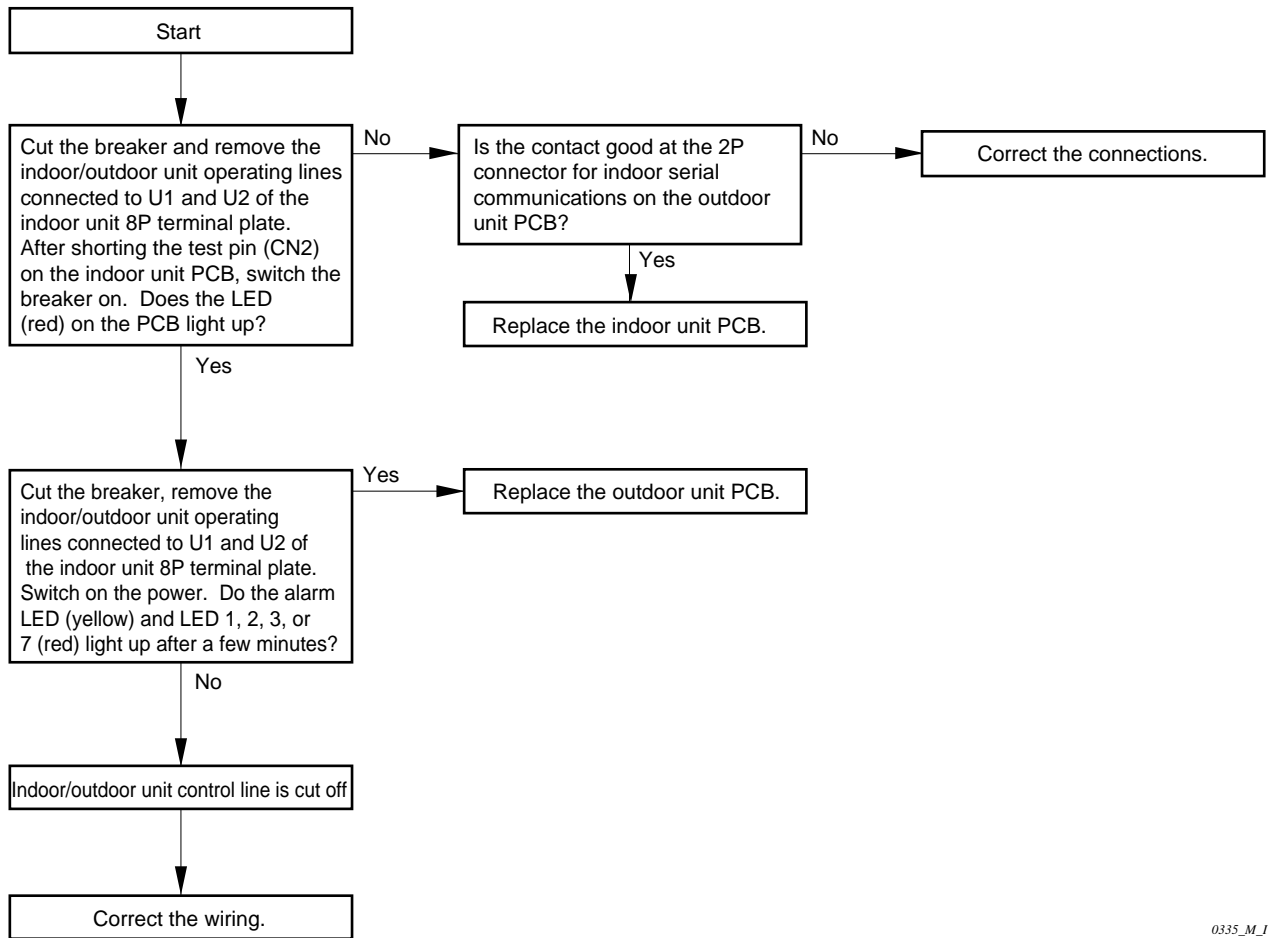 Start
Cut the breaker and remove the
indoor/outdoor unit operating lines
connected to U1 and U2 of the
indoor unit 8P terminal plate.
After shorting the test pin (CN2)
on the indoor unit PCB, switch the
breaker on. Does the LED
(red) on the PCB light up?
No
Is the contact good at the 2P
connector for indoor serial
communications on the outdoor
unit PCB?
No
Correct the connections.
Yes
Replace the indoor unit PCB.
Yes
Cut the breaker, remove the
indoor/outdoor unit operating
lines connected to U1 and U2 of
the indoor unit 8P terminal plate.
Switch on the power. Do the alarm
LED (yellow) and LED 1, 2, 3, or
7 (red) light up after a few minutes?
Yes
Replace the outdoor unit PCB.
No
Indoor/outdoor unit control line is cut off
Correct the wiring.
0335_M_I